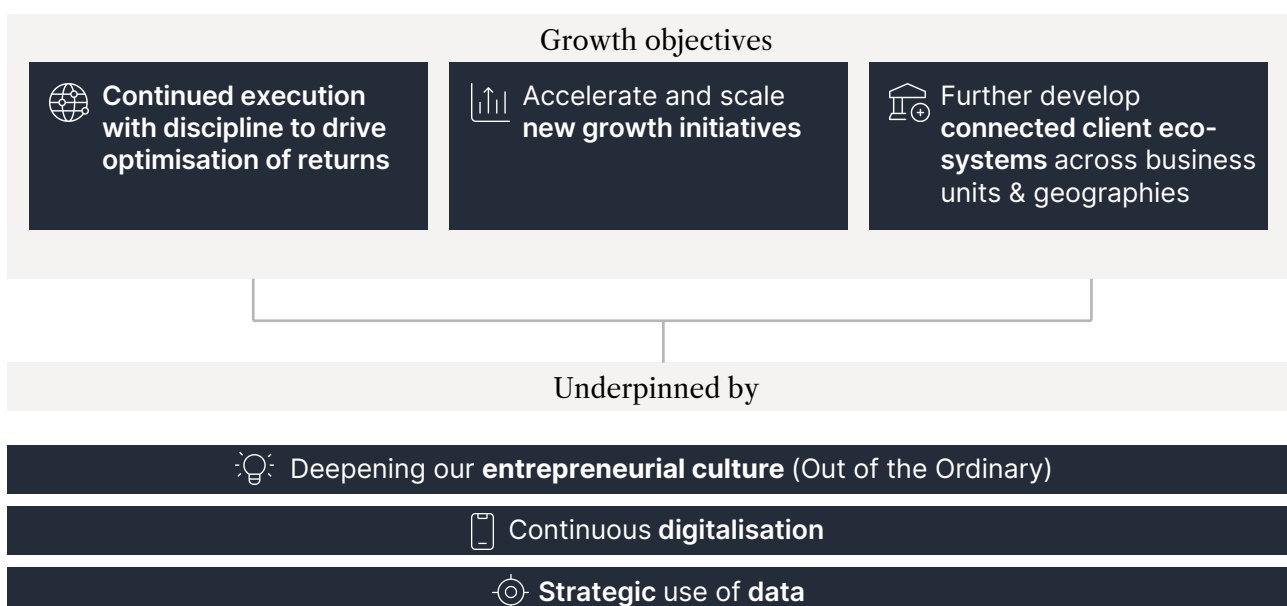 Growth objectives
Continued execution
with discipline to drive
optimisation of returns
Accelerate and scale
new growth initiatives
Further develop
connected client eco-
systems across business
units & geographies
Underpinned by
Deepening our entrepreneurial culture (Out of the Ordinary)
Continuous digitalisation
Strategic use of data